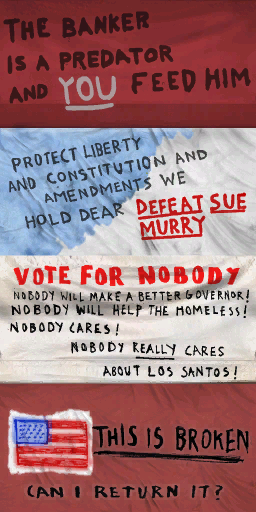 THE BANKER
IS A PREDATOR
AND YOU FEED HIM
PROTECT LIBERTY
AND CONSTITUTION AND
AMENDMENTS WE
HOLD DEAR DEFEAT SUE
MURRY
VOTE FOR NOBODY
NOBODY WILL MAKE A BETTER GOVERNOR!
NOBODY WILL HELP THE HOMELESS!
NOBODY CARES!
NOBODY REALLY CARES
ABOUT LOS SANTOS!
THIS IS BROKEN
CAN I RETURN IT?